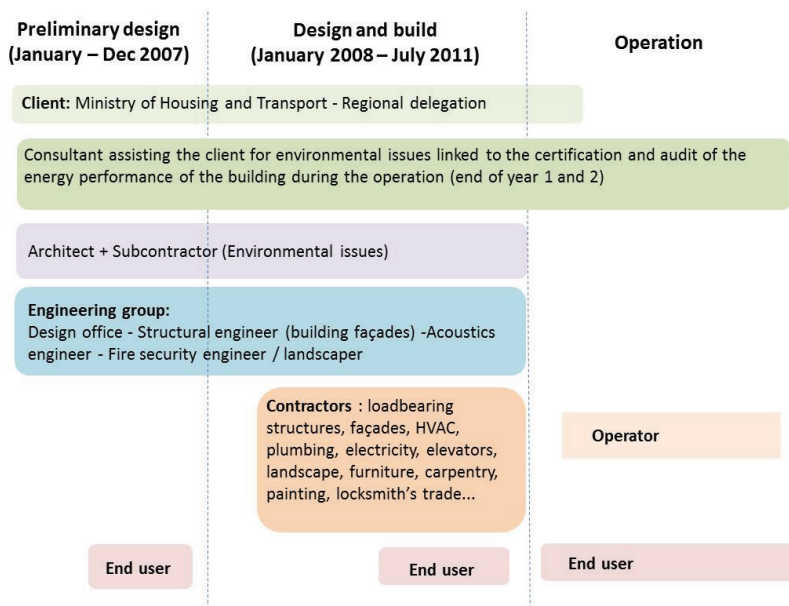 Preliminary design
(January – Dec 2007)
Design and build
(January 2008 – July 2011)
Operation
Client: Ministry of Housing and Transport - Regional delegation
Consultant assisting the client for environmental issues linked to the certification and audit of the
energy performance of the building during the operation (end of year 1 and 2)
Architect + Subcontractor (Environmental issues)
Engineering group:
Design office - Structural engineer (building façades) -Acoustics
engineer - Fire security engineer / landscaper
Contractors : loadbearing
structures, façades, HVAC,
plumbing, electricity, elevators,
landscape, furniture, carpentry,
painting, locksmith’s trade...
Operator
End user
End user
End user